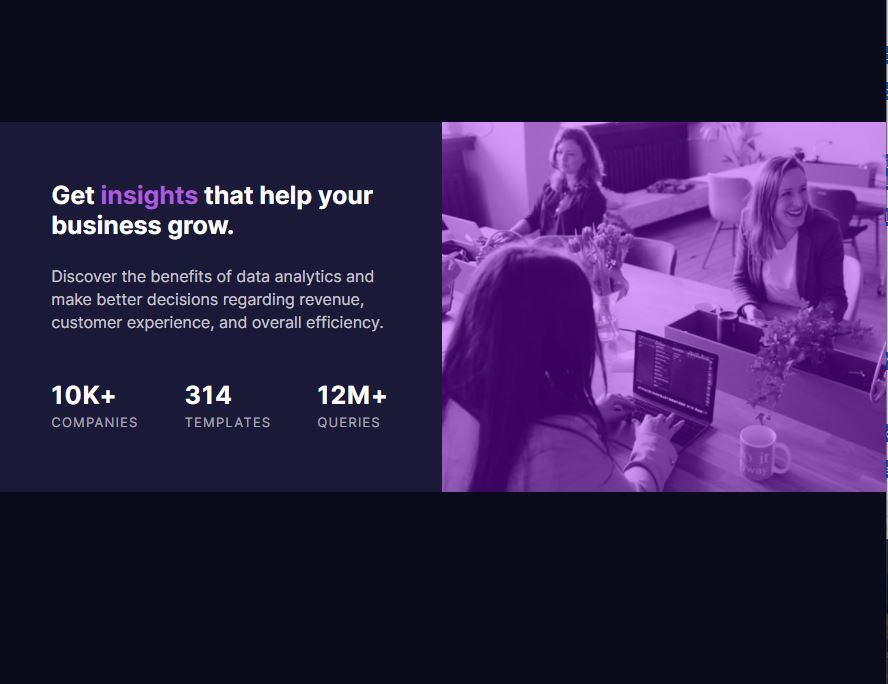 Get insights that help your
business grow.
Discover the benefits of data analytics and
make better decisions regarding revenue,
customer experience, and overall efficiency.
10K+ 314 12M+
COMPANIES TEMPLATES QUERIES